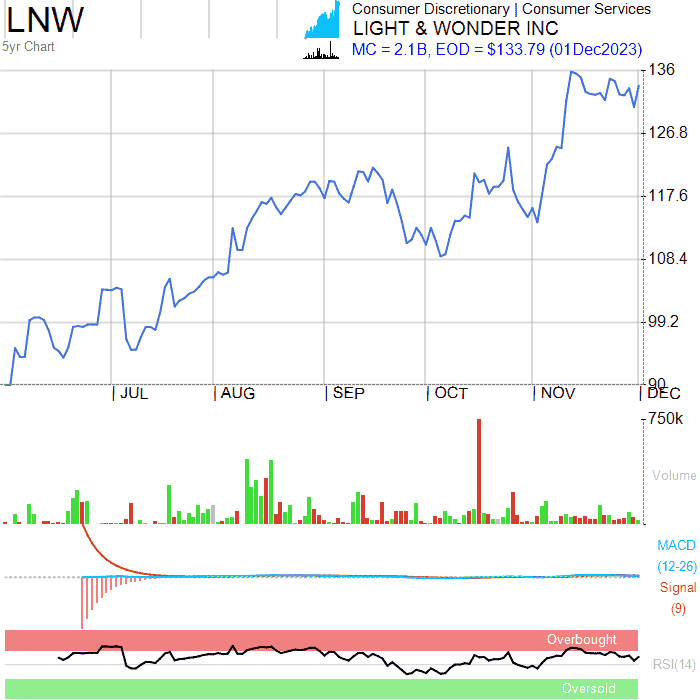 LNW
5yr Chart
Consumer Discretionary | Consumer Services
LIGHT & WONDER INC
MC = 2.1B, EOD = $133.79 (01Dec2023)
136
126.8
117.6
108.4
99.2
90
JUL
AUG
SEP
OCT
NOV
DEC
750k
Volume
MACD
(12-26)
Signal
(9)
Overbought
RSI(14)
Oversold